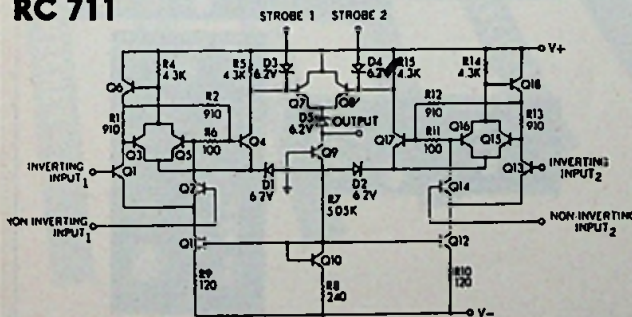 RC 711
STROBE 1 STROBE 2
V+
R4
4.3K
R5
4.3K
D3
6.2V
D4
6.2V
R15
4.3K
R14
4.3K
Q6
Q7
Q8
Q18
R2
910
R1
910
D5
6.2V
OUTPUT
R12
910
R13
910
R6
100
R11
100
Q3
Q5
Q4
Q9
Q17
Q16
Q15
INVERTING
INPUT1
Q1
Q2
D1
6.2V
D2
6.2V
Q14
Q13
INVERTING
INPUT2
R7
5.05K
NON-INVERTING
INPUT1
NON-INVERTING
INPUT2
Q11
Q10
Q12
R9
120
R8
240
R10
120
V-